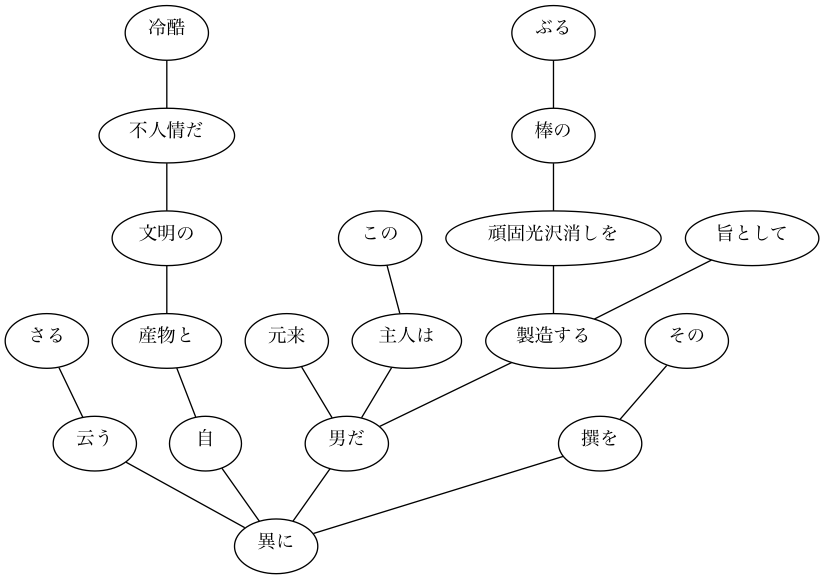 冷酷 ぶる
不人情だ 棒の
文明の この 頑固光沢消しを 旨として
さる 産物と 元来 主人は 製造する その
云う 自 男だ 撰を
異に